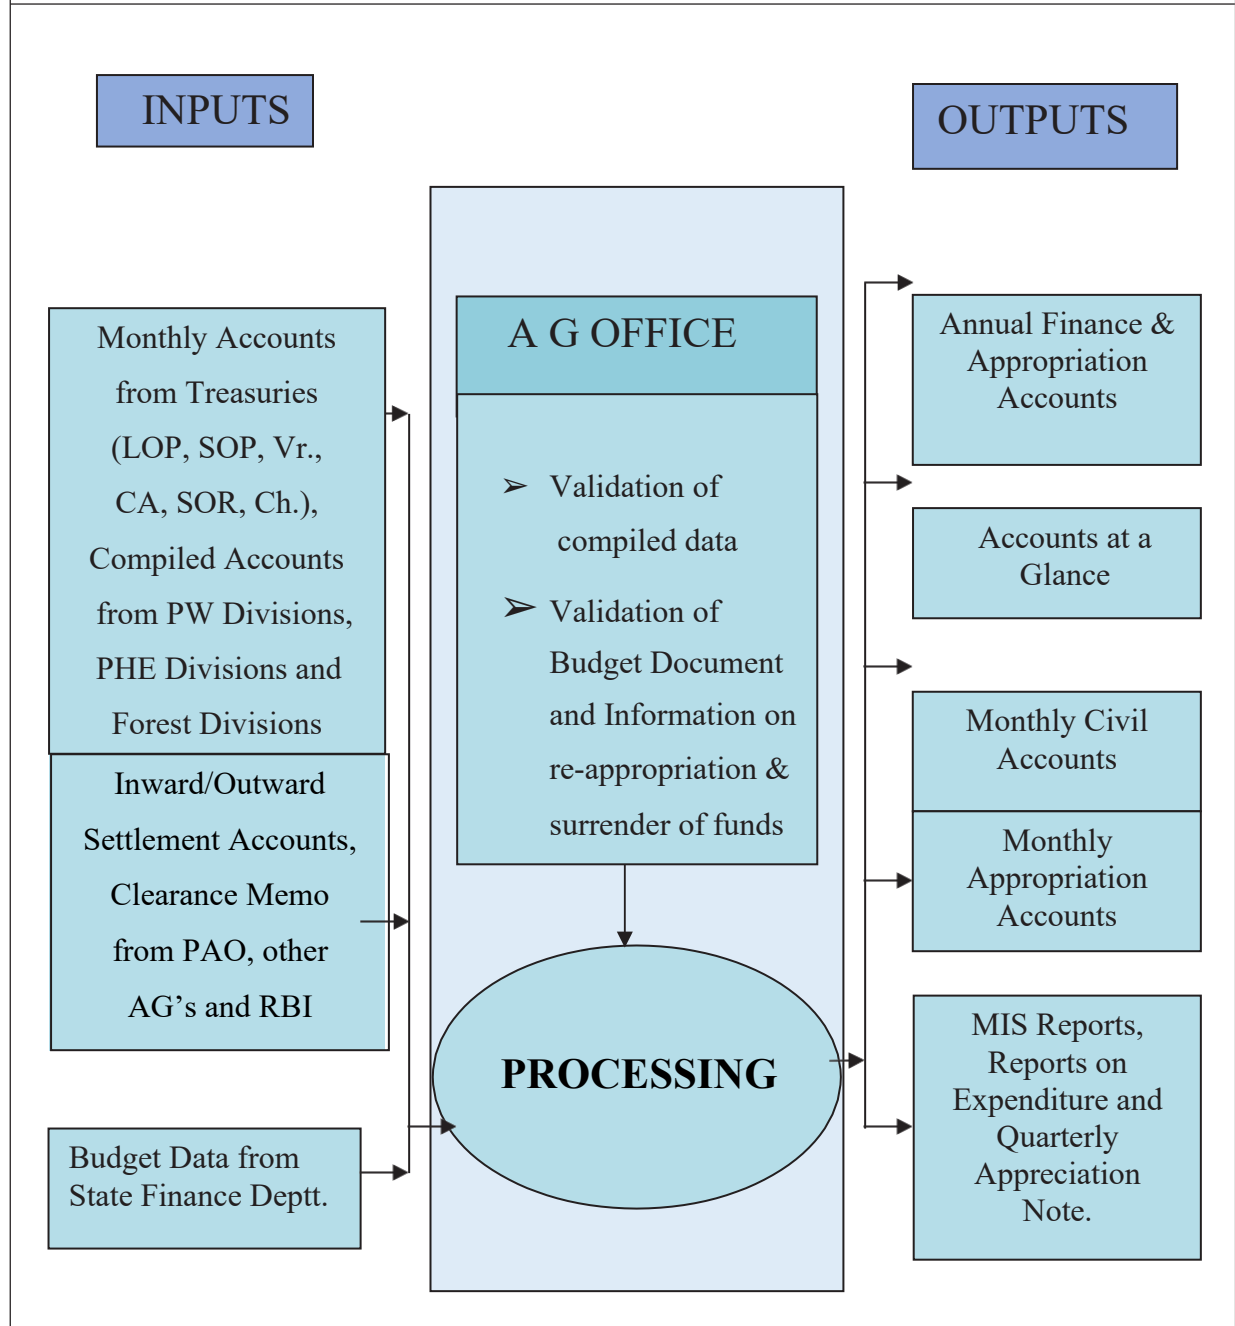 INPUTS
OUTPUTS
Monthly Accounts
from Treasuries
(LOP, SOP, Vr.,
CA, SOR, Ch.),
Compiled Accounts
from PW Divisions,
PHE Divisions and
Forest Divisions
Inward/Outward
Settlement Accounts,
Clearance Memo
from PAO, other
AG’s and RBI
Budget Data from
State Finance Deptt.
A G OFFICE
➢ Validation of
compiled data
➢ Validation of
Budget Document
and Information on
re-appropriation &
surrender of funds
PROCESSING
Annual Finance &
Appropriation
Accounts
Accounts at a
Glance
Monthly Civil
Accounts
Monthly
Appropriation
Accounts
MIS Reports,
Reports on
Expenditure and
Quarterly
Appreciation
Note.